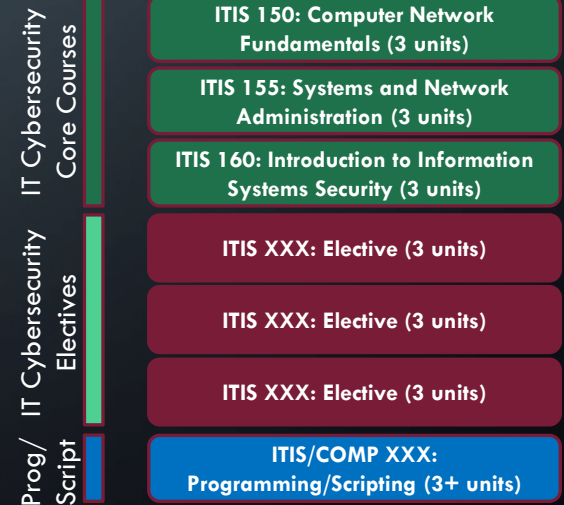 IT Cybersecurity
Core Courses
ITIS 150: Computer Network
Fundamentals (3 units)
ITIS 155: Systems and Network
Administration (3 units)
ITIS 160: Introduction to Information
Systems Security (3 units)
IT Cybersecurity
Electives
ITIS XXX: Elective (3 units)
ITIS XXX: Elective (3 units)
ITIS XXX: Elective (3 units)
Prog/
Script
ITIS/COMP XXX:
Programming/Scripting (3+ units)